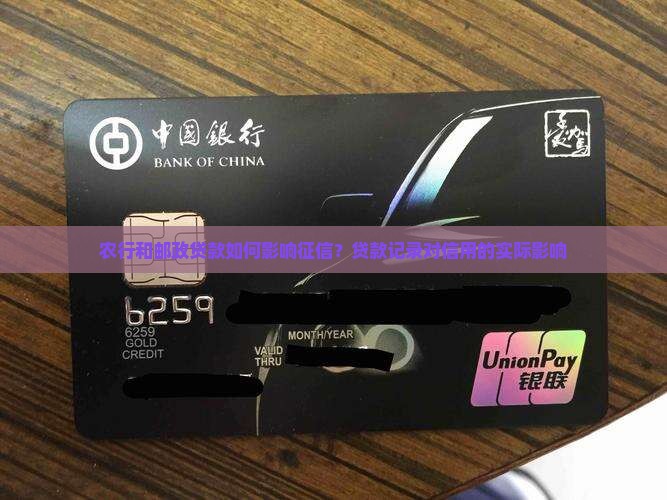 中国銀行
BANK OF CHINA
农行和邮政贷款如何影响征信？贷款记录对信用的实际影响
6259
6259
GOLD
CREDIT
MONTH/YEAR
VALID
THRU
UnionPay
银联